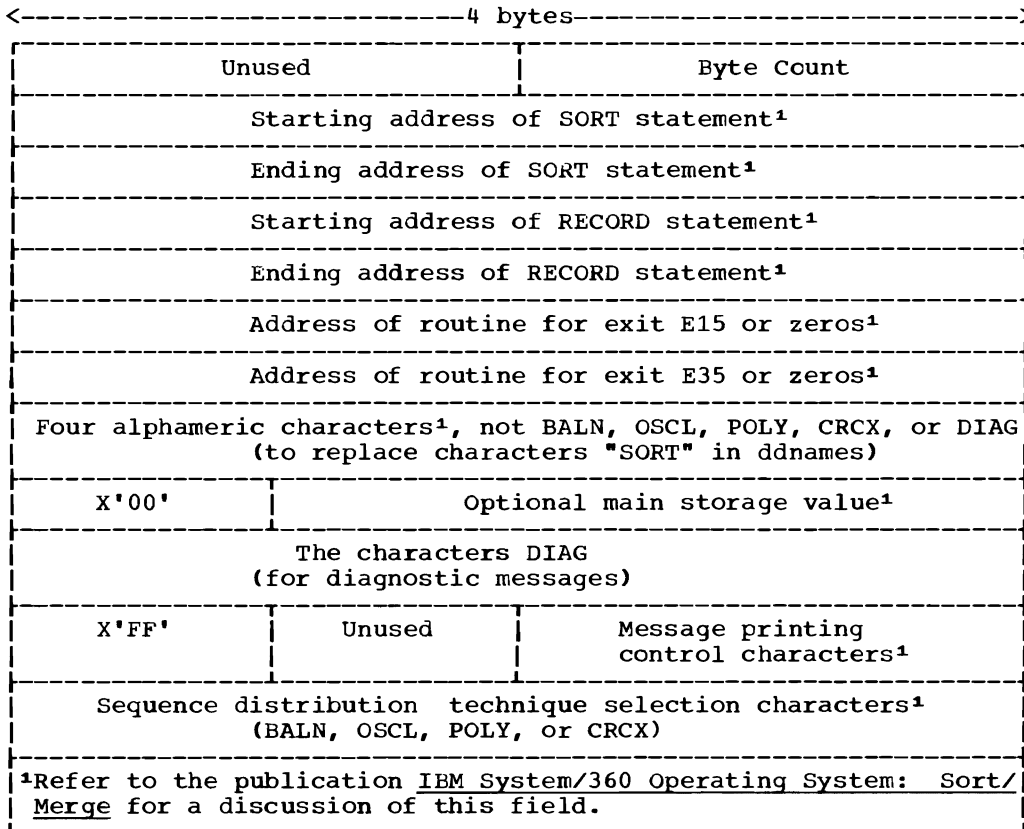 4 bytes
Unused Byte Count
Starting address of SORT statement¹
Ending address of SORT statement¹
Starting address of RECORD statement¹
Ending address of RECORD statement¹
Address of routine for exit E15 or zeros¹
Address of routine for exit E35 or zeros¹
Four alphameric characters¹, not BALN, OSCL, POLY, CRCX, or DIAG
(to replace characters "SORT" in ddnames)
X'00' Optional main storage value¹
The characters DIAG
(for diagnostic messages)
X'FF' Unused Message printing
control characters¹
Sequence distribution technique selection characters¹
(BALN, OSCL, POLY, or CRCX)
¹Refer to the publication IBM System/360 Operating System: Sort/
Merge for a discussion of this field.